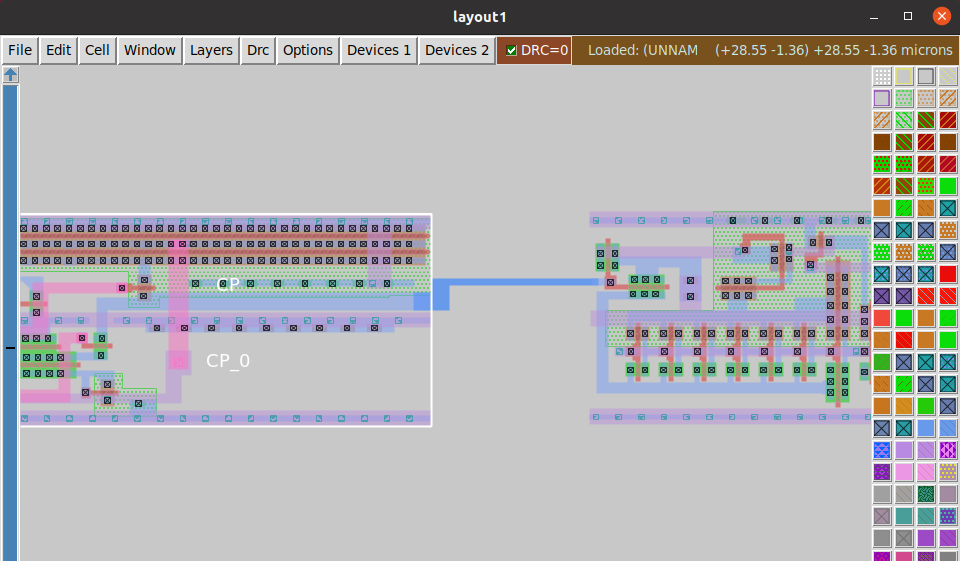 layout1
File Edit Cell Window Layers Drc Options Devices 1 Devices 2 DRC=0 Loaded: (UNNAM (+28.55 -1.36) +28.55 -1.36 microns
CP
CP_0